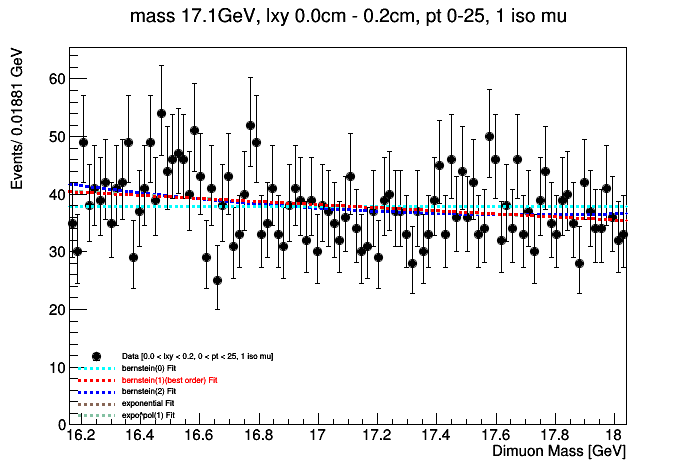 mass 17.1GeV, lxy 0.0cm - 0.2cm, pt 0-25, 1 iso mu
Events/ 0.01881 GeV
60
50
40
30
20
10
0
Data [0.0 < lxy < 0.2, 0 < pt < 25, 1 iso mu]
bernstein(0) Fit
bernstein(1)(best order) Fit
bernstein(2) Fit
exponential Fit
expo*pol(1) Fit
16.2 16.4 16.6 16.8 17 17.2 17.4 17.6 17.8 18
Dimuon Mass [GeV]